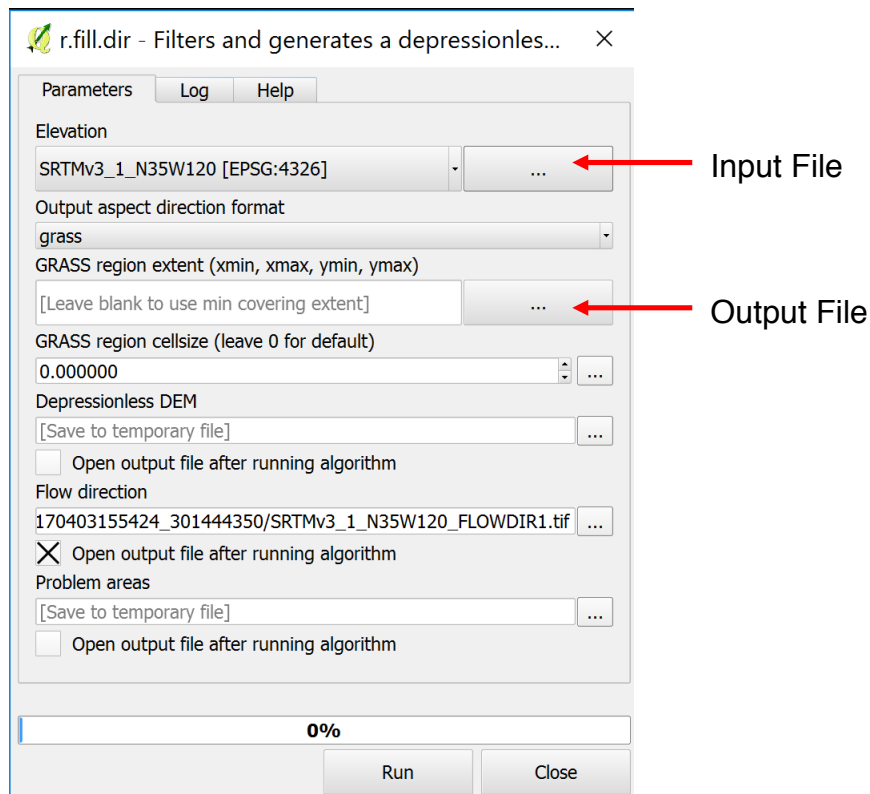 r.fill.dir - Filters and generates a depressionles...
Parameters Log Help
Elevation
SRTMv3_1_N35W120 [EPSG:4326] ... Input File
Output aspect direction format
grass
GRASS region extent (xmin, xmax, ymin, ymax)
[Leave blank to use min covering extent] ... Output File
GRASS region cellsize (leave 0 for default)
0.000000 ...
Depressionless DEM
[Save to temporary file] ...
Open output file after running algorithm
Flow direction
170403155424_301444350/SRTMv3_1_N35W120_FLOWDIR1.tif ...
Open output file after running algorithm
Problem areas
[Save to temporary file] ...
Open output file after running algorithm
0%
Run Close